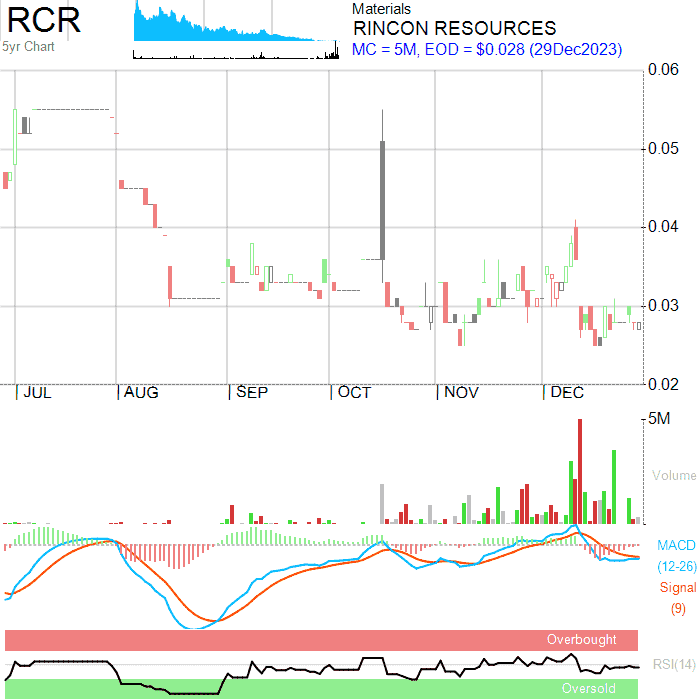 RCR
5yr Chart
Materials
RINCON RESOURCES
MC = 5M, EOD = $0.028 (29Dec2023)
0.06
0.05
0.04
0.03
0.02
JUL AUG SEP OCT NOV DEC
5M
Volume
MACD
(12-26)
Signal
(9)
Overbought
RSI(14)
Oversold